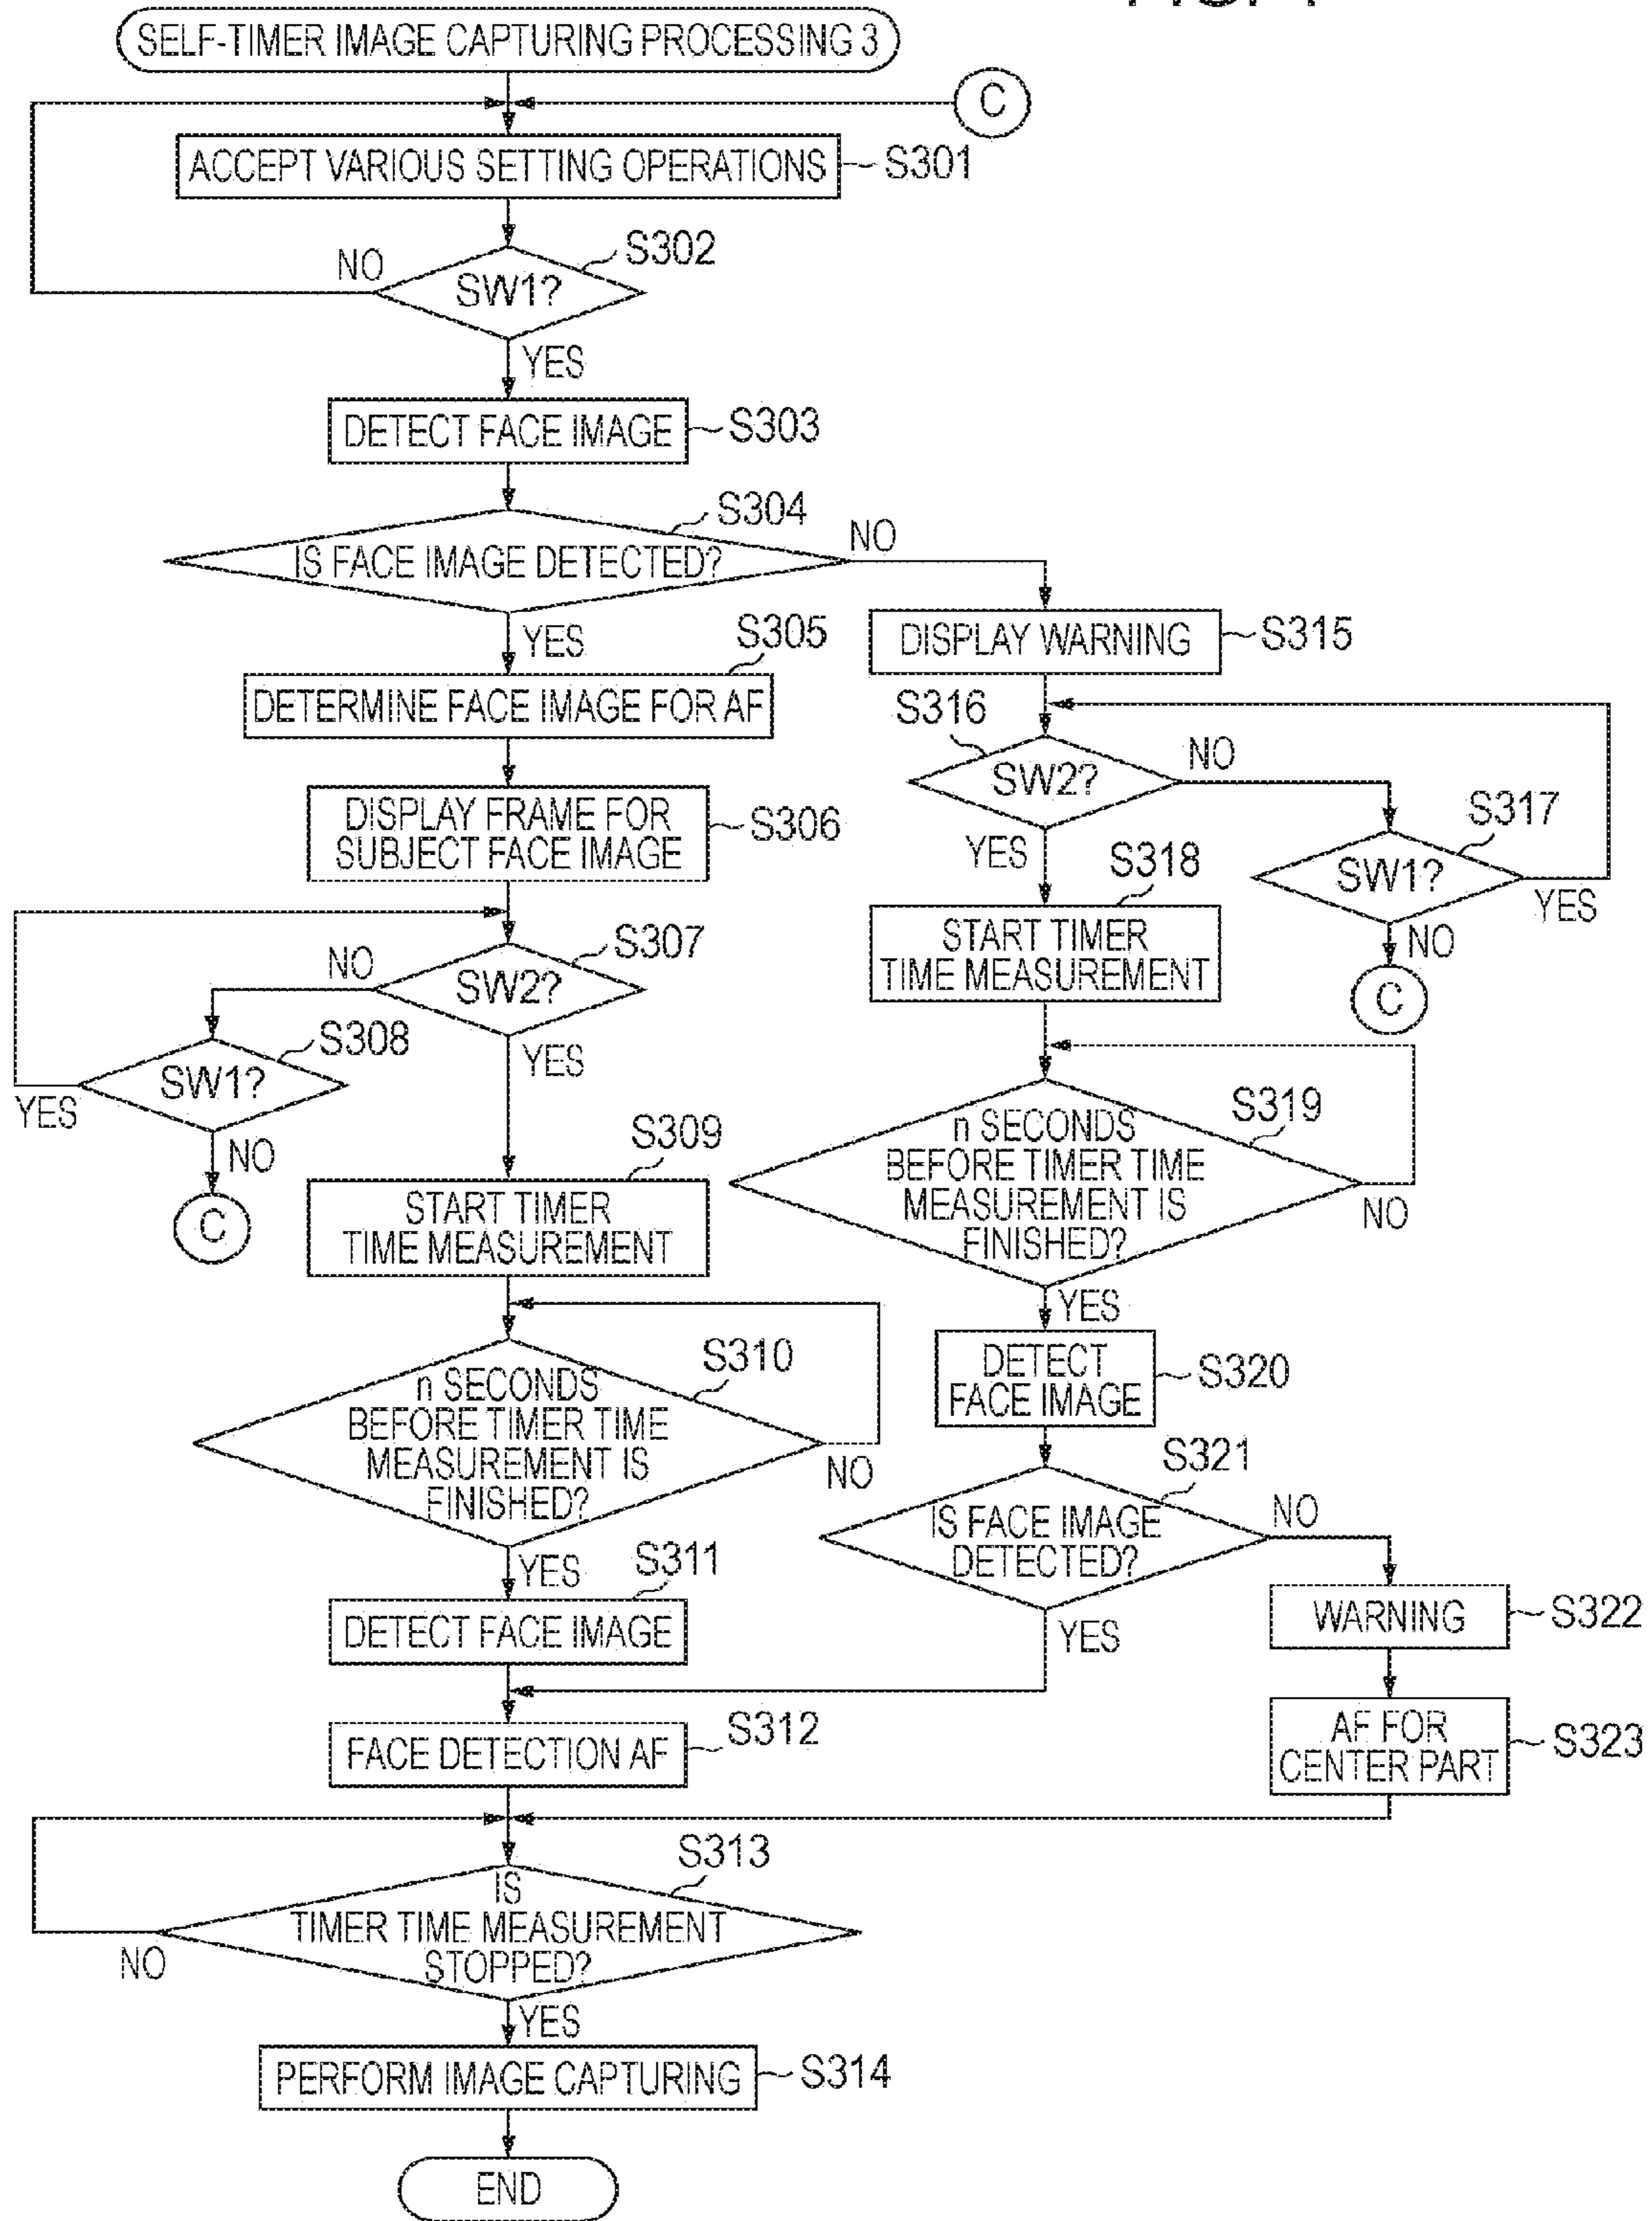 SELF-TIMER IMAGE CAPTURING PROCESSING 3
C
ACCEPT VARIOUS SETTING OPERATIONS
S301
S302
NO
SW1?
YES
DETECT FACE IMAGE
S303
S304
IS FACE IMAGE DETECTED?
NO
YES
S305
DETERMINE FACE IMAGE FOR AF
DISPLAY FRAME FOR
SUBJECT FACE IMAGE
S306
S307
NO
SW2?
YES
S308
SW1?
YES
NO
C
S309
START TIMER
TIME MEASUREMENT
S310
n SECONDS
BEFORE TIMER TIME
MEASUREMENT IS
FINISHED?
NO
YES
S311
DETECT FACE IMAGE
S312
FACE DETECTION AF
S313
IS
TIMER TIME MEASUREMENT
STOPPED?
NO
YES
PERFORM IMAGE CAPTURING
S314
END
DISPLAY WARNING
S315
S316
SW2?
NO
YES
S317
SW1?
YES
NO
C
S318
START TIMER
TIME MEASUREMENT
S319
n SECONDS
BEFORE TIMER TIME
MEASUREMENT IS
FINISHED?
NO
YES
DETECT
FACE IMAGE
S320
S321
IS FACE IMAGE
DETECTED?
NO
YES
WARNING
S322
AF FOR
CENTER PART
S323